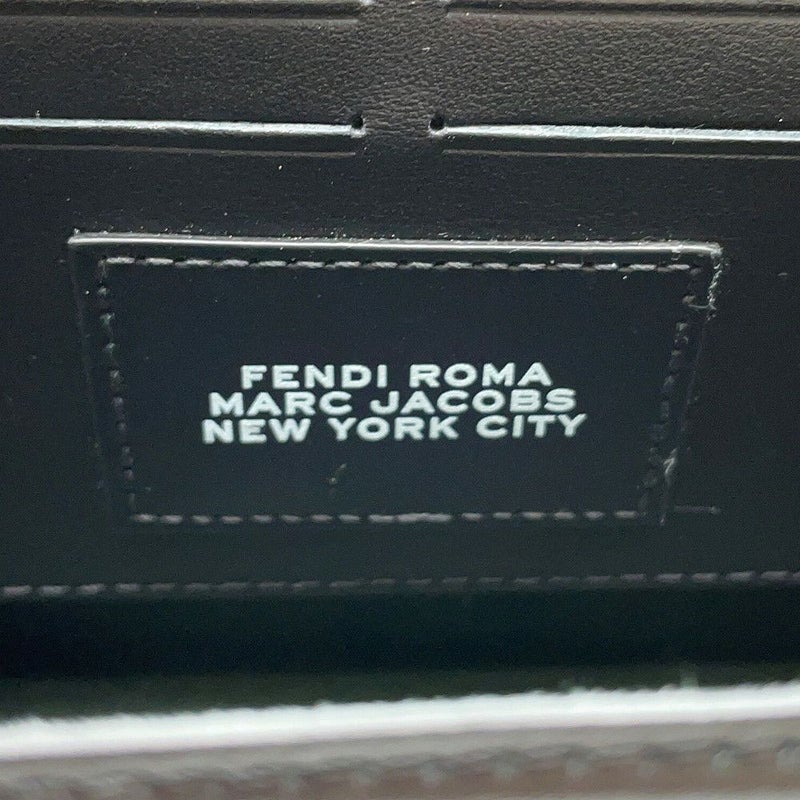 FENDI ROMA
MARC JACOBS
NEW YORK CITY